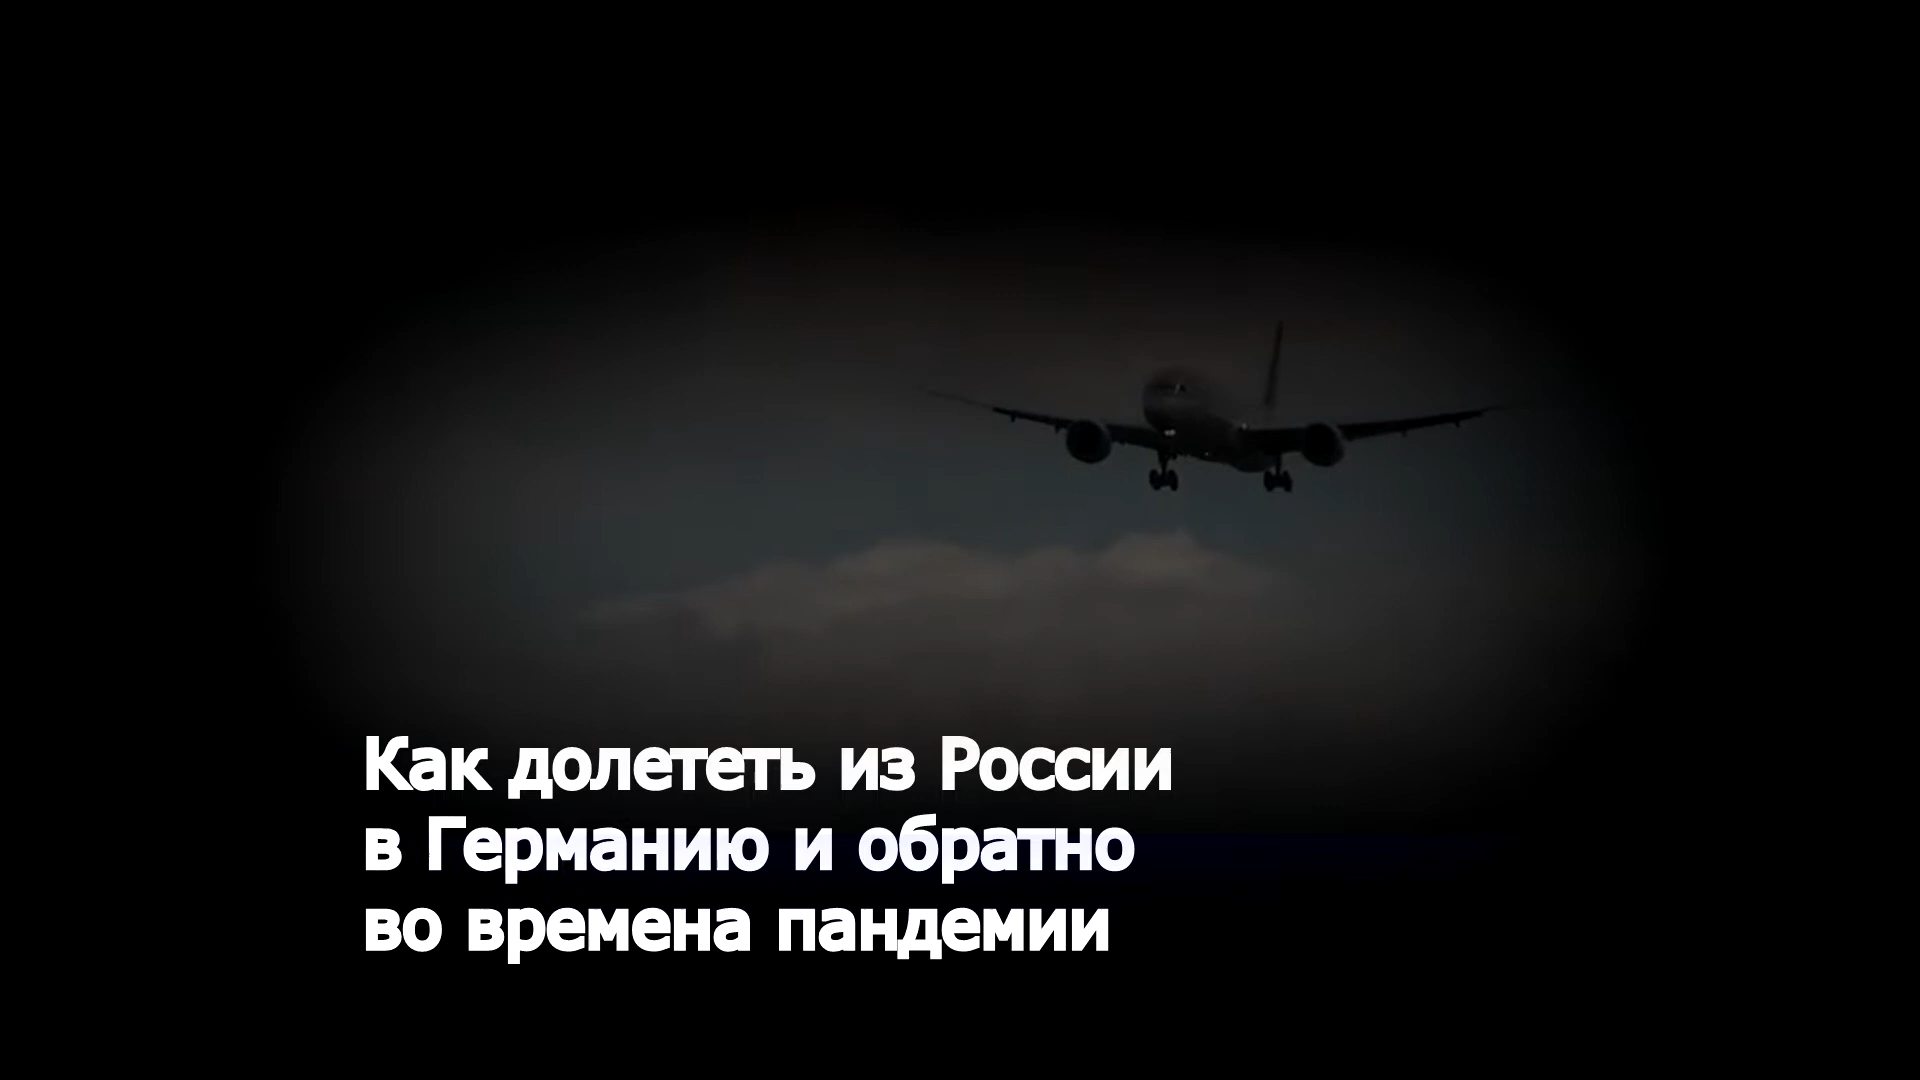 Как долететь из России
в Германию и обратно
во времена пандемии